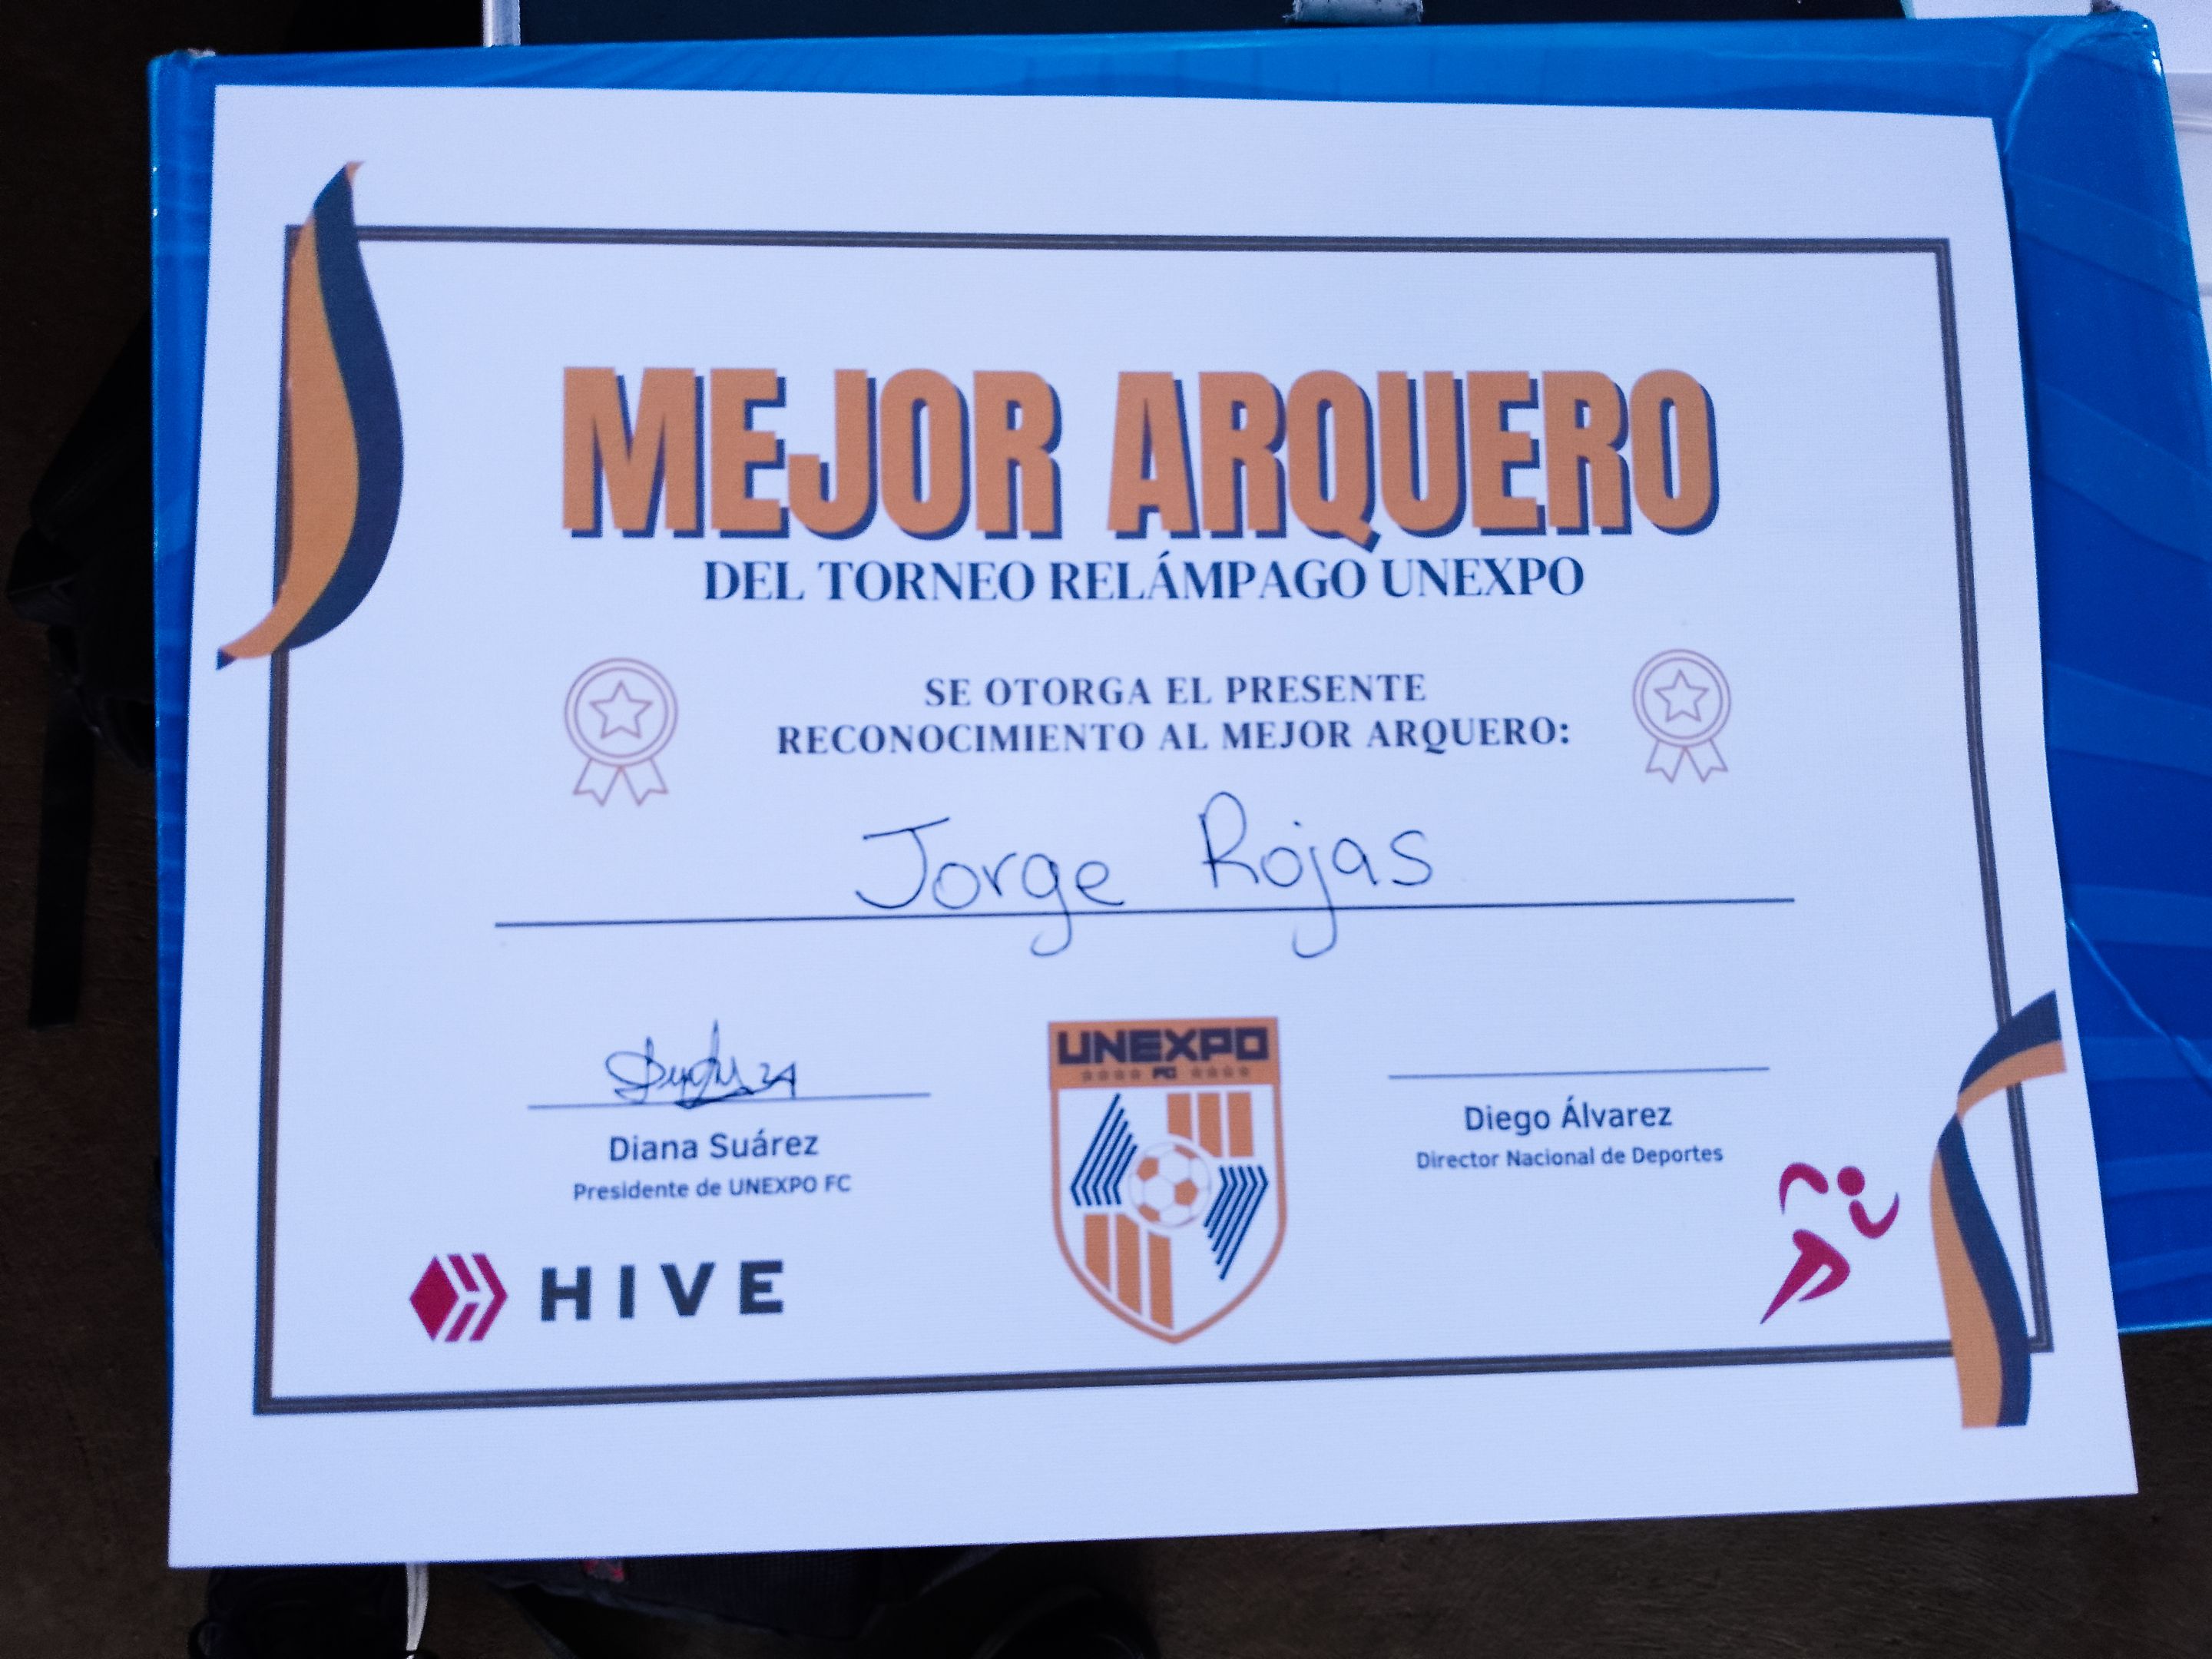 MEJOR ARQUERO
DEL TORNEO RELÁMPAGO UNEXPO
SE OTORGA EL PRESENTE
RECONOCIMIENTO AL MEJOR ARQUERO:
Jorge Rojas
Diana Suárez
Presidente de UNEXPO FC
HIVE
UNEXPO
FC
Diego Álvarez
Director Nacional de Deportes